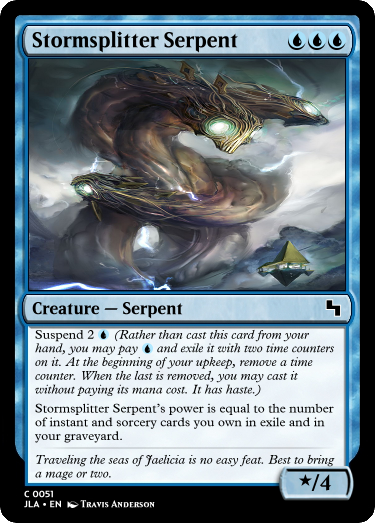 Stormsplitter Serpent
Creature — Serpent
Suspend 2 (Rather than cast this card from your
hand, you may pay and exile it with two time counters
on it. At the beginning of your upkeep, remove a time
counter. When the last is removed, you may cast it
without paying its mana cost. It has haste.)
Stormsplitter Serpent's power is equal to the number
of instant and sorcery cards you own in exile and in
your graveyard.
Traveling the seas of Jaelicia is no easy feat. Best to bring
a mage or two.
★/4
C 0051
JLA • EN Travis Anderson